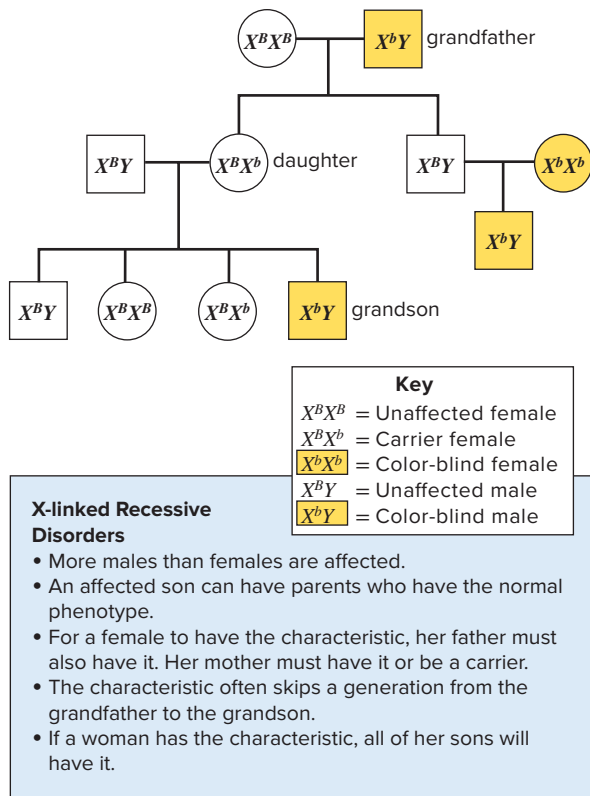 XᴮXᴮ XᵇY grandfather
XᴮY XᴮXᵇ daughter XᴮY XᵇXᵇ
XᵇY
XᴮY XᴮXᴮ XᴮXᵇ XᵇY grandson
Key
XᴮXᴮ = Unaffected female
XᴮXᵇ = Carrier female
XᵇXᵇ = Color-blind female
XᴮY = Unaffected male
XᵇY = Color-blind male
X-linked Recessive
Disorders
• More males than females are affected.
• An affected son can have parents who have the normal
phenotype.
• For a female to have the characteristic, her father must
also have it. Her mother must have it or be a carrier.
• The characteristic often skips a generation from the
grandfather to the grandson.
• If a woman has the characteristic, all of her sons will
have it.